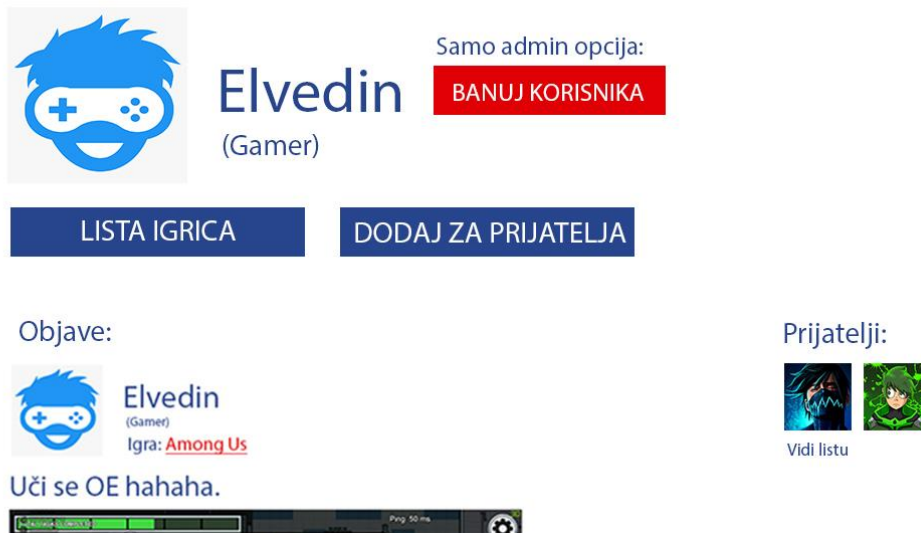 Samo admin opcija:
Elvedin
BANUJ KORISNIKA
(Gamer)
LISTA IGRICA
DODAJ ZA PRIJATELJA
Objave:
Elvedin
(Gamer)
Igra: Among Us
Uči se OE hahaha.
Ping: 50 ms
Prijatelji:
Vidi listu